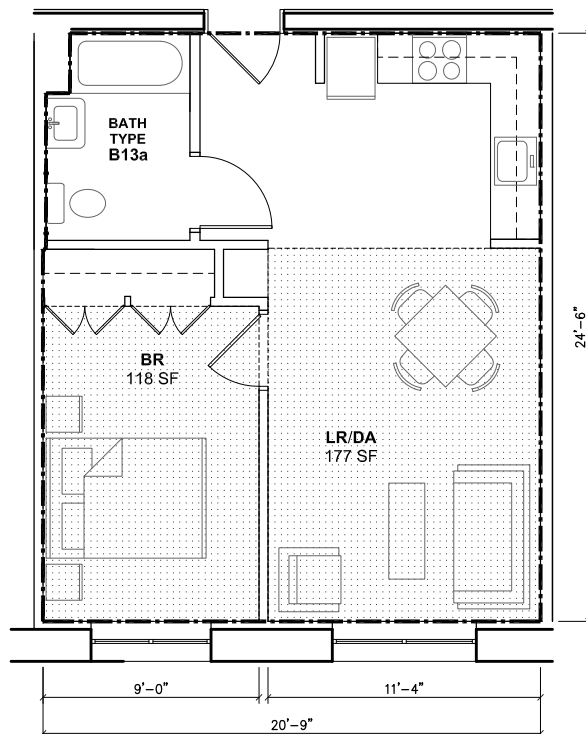 BATH
TYPE
B13a
24'-6"
BR
118 SF
LR/DA
177 SF
9'-0"
11'-4"
20'-9"